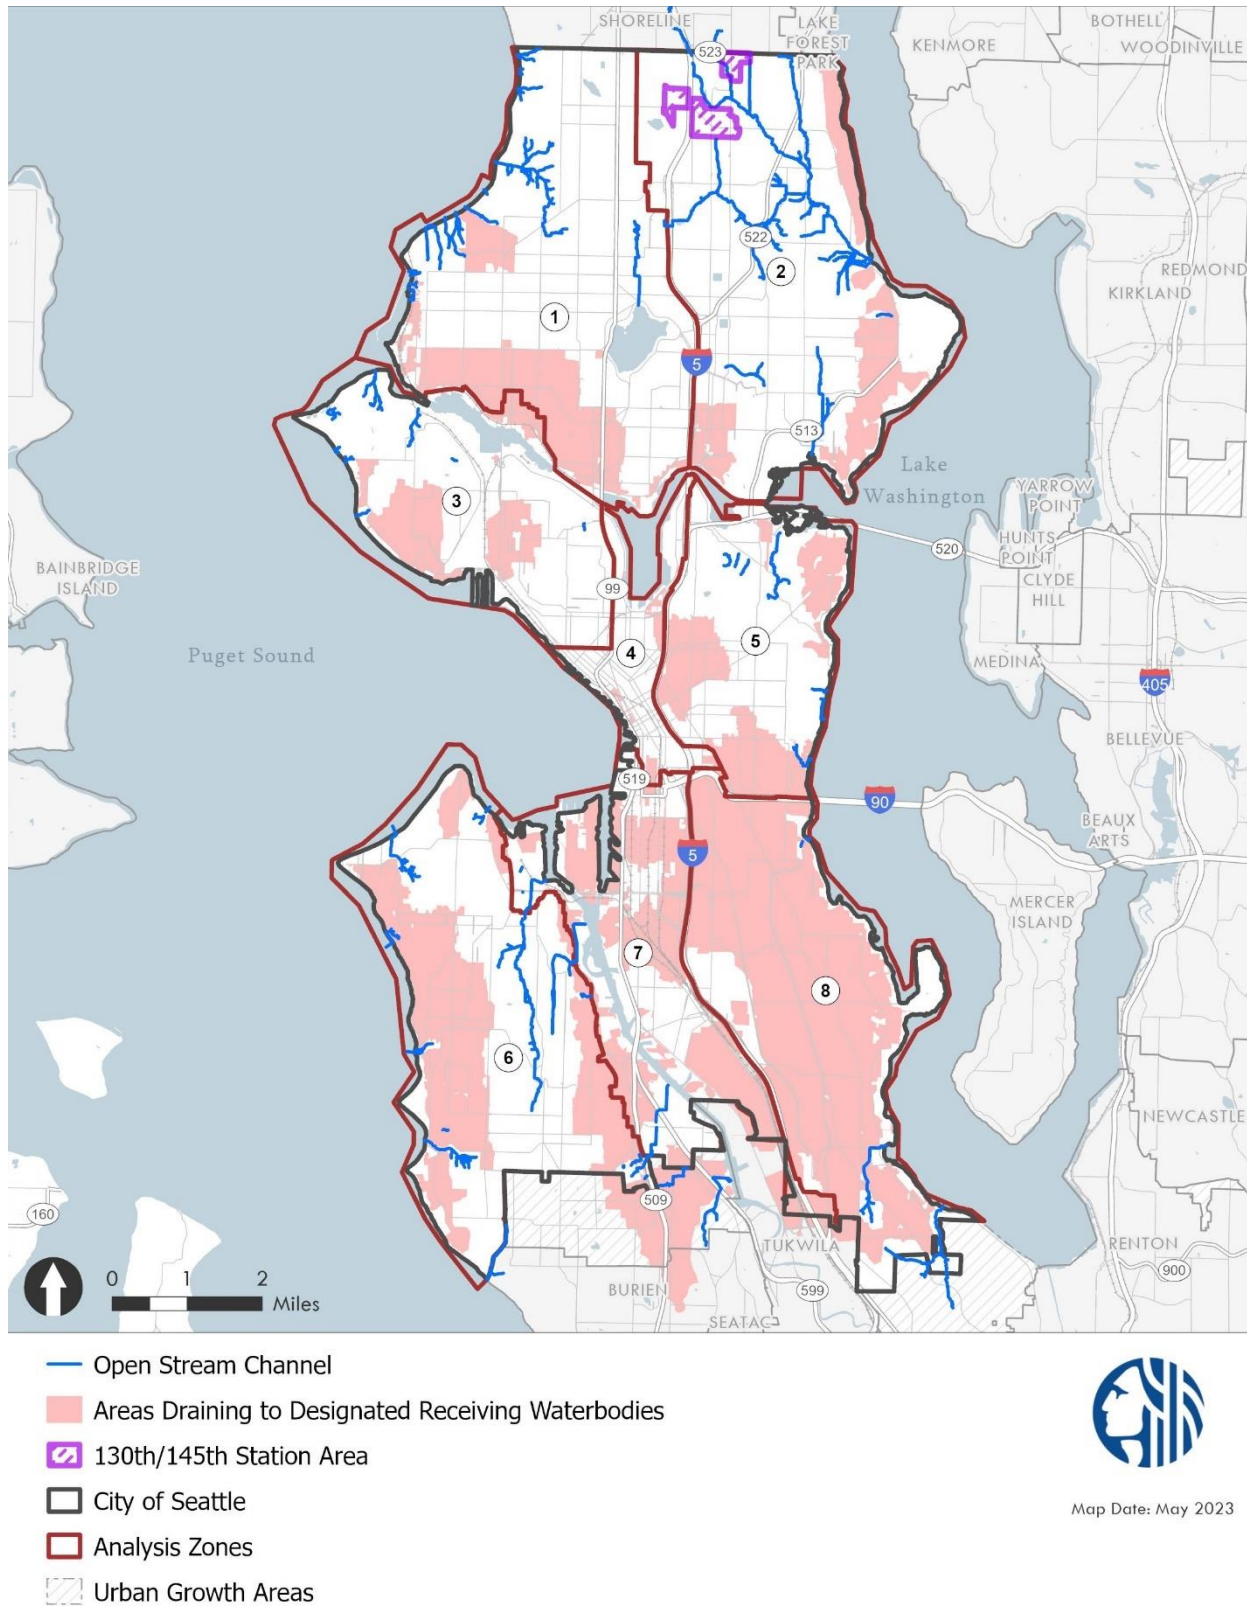 SHORELINE
LAKE
FOREST
PARK
BOTHELL
KENMORE
WOODINVILLE
523
522
2
REDMOND
KIRKLAND
1
5
513
Lake
Washington
3
YARROW
POINT
HUNTS
POINT
520
CLYDE
HILL
BAINBRIDGE
ISLAND
99
Puget Sound
4
5
MEDINA
405
BELLEVUE
519
90
BEAUX
ARTS
5
MERCER
ISLAND
7
8
6
NEWCASTLE
160
509
TUKWILA
RENTON
900
BURIEN
599
SEATAC
0 1 2
Miles
Open Stream Channel
Areas Draining to Designated Receiving Waterbodies
130th/145th Station Area
City of Seattle
Analysis Zones
Urban Growth Areas
Map Date: May 2023